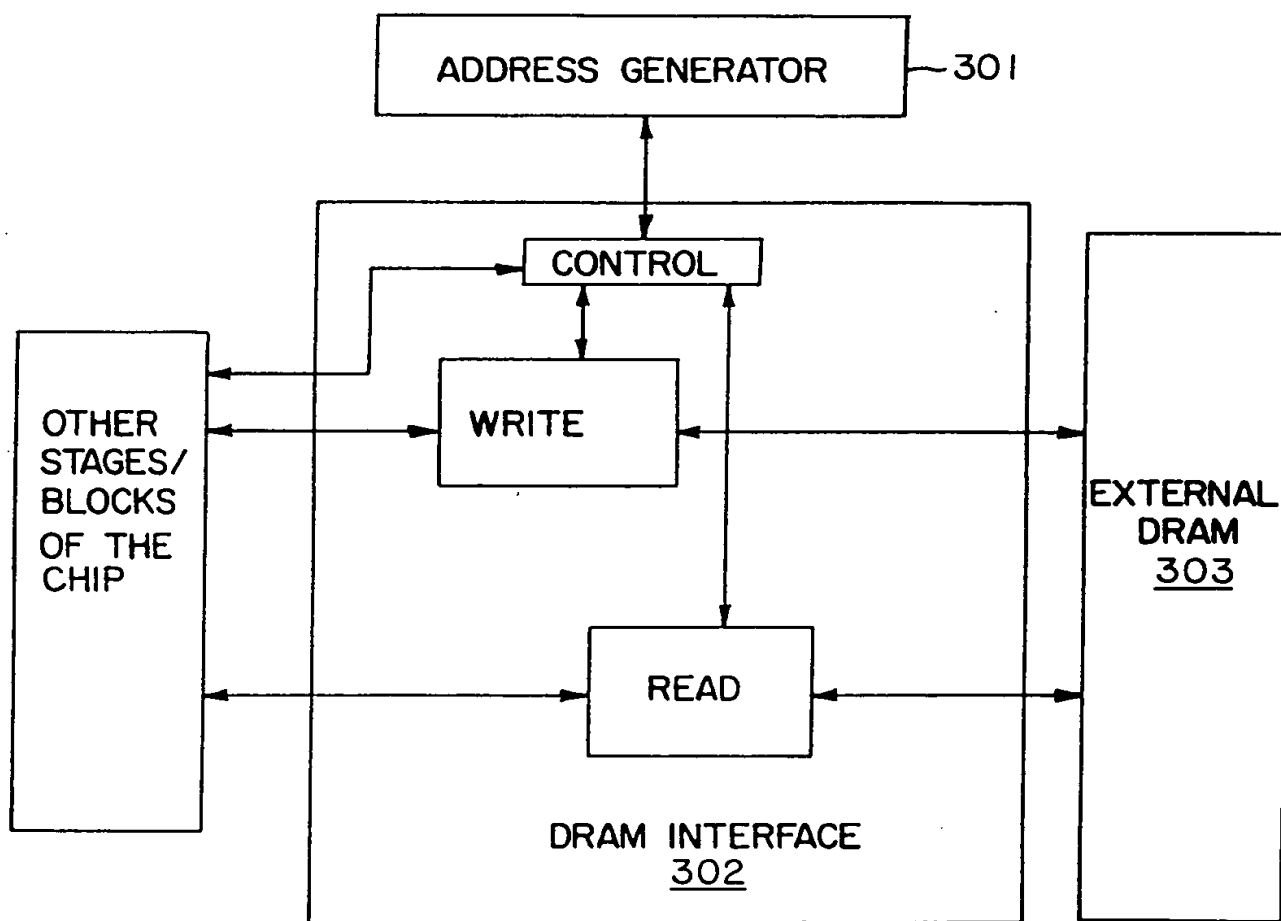 ADDRESS GENERATOR
301
CONTROL
WRITE
OTHER
STAGES/
BLOCKS
OF THE
CHIP
EXTERNAL
DRAM
303
READ
DRAM INTERFACE
302